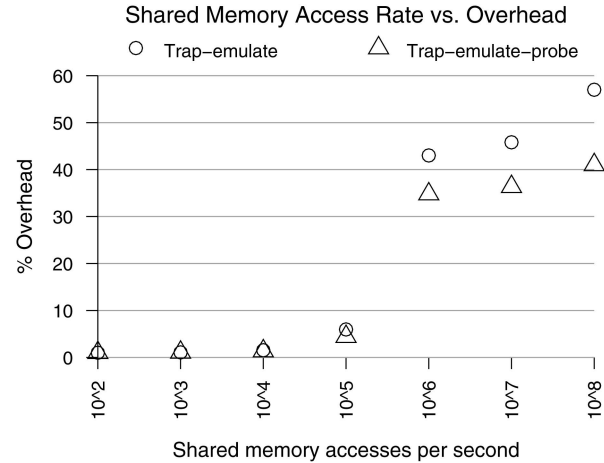 Shared Memory Access Rate vs. Overhead
Trap-emulate
Trap-emulate-probe
60
50
40
30
20
10
0
% Overhead
10^2
10^3
10^4
10^5
10^6
10^7
10^8
Shared memory accesses per second